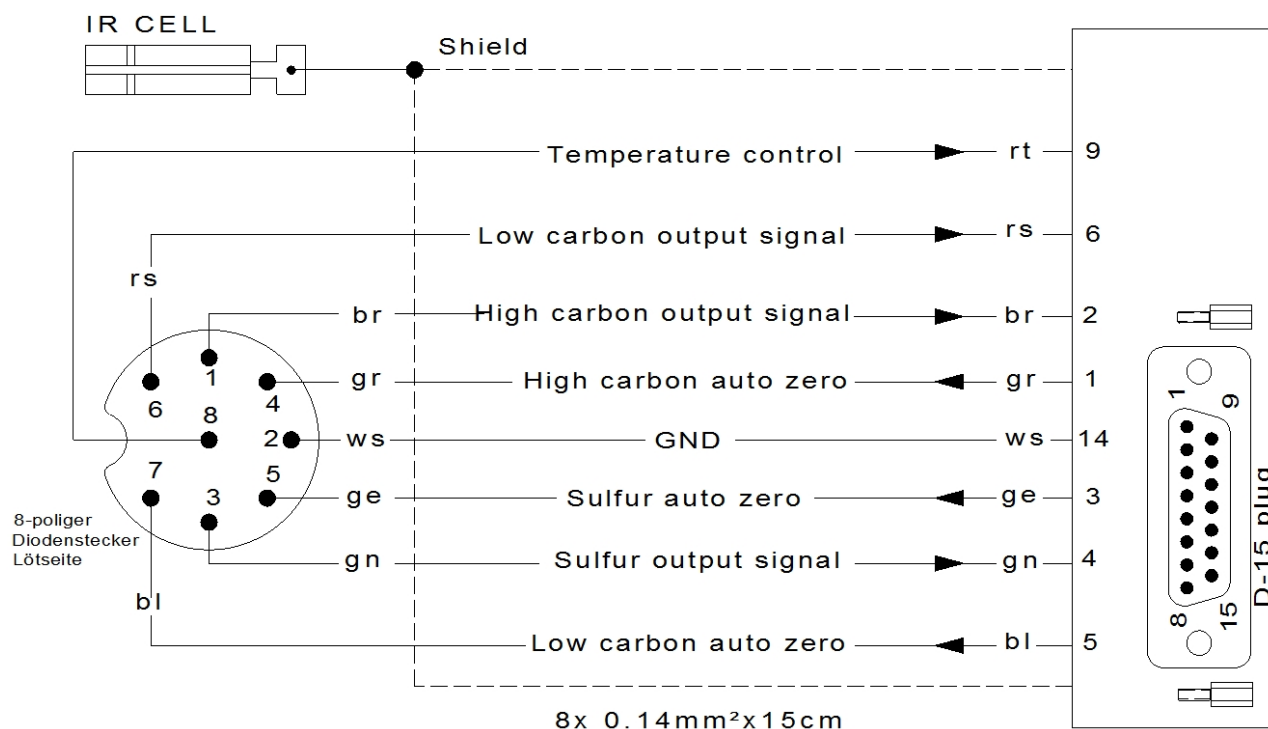 IR CELL
Shield
Temperature control rt 9
rs Low carbon output signal rs 6
br High carbon output signal br 2
1
6
gr High carbon auto zero gr 1
4
8
2 ws GND ws 14
7
5
ge Sulfur auto zero ge 3
3
8-poliger
Diodenstecker
Lötseite
gn Sulfur output signal gn 4
bl Low carbon auto zero bl 5
8x 0.14mm²x15cm
1
9
8
15
D-15 plug